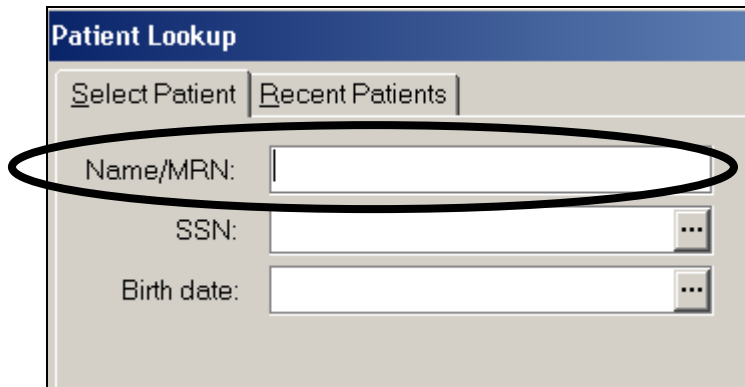 Patient Lookup
Select Patient Recent Patients
Name/MRN:
SSN: ...
Birth date: ...